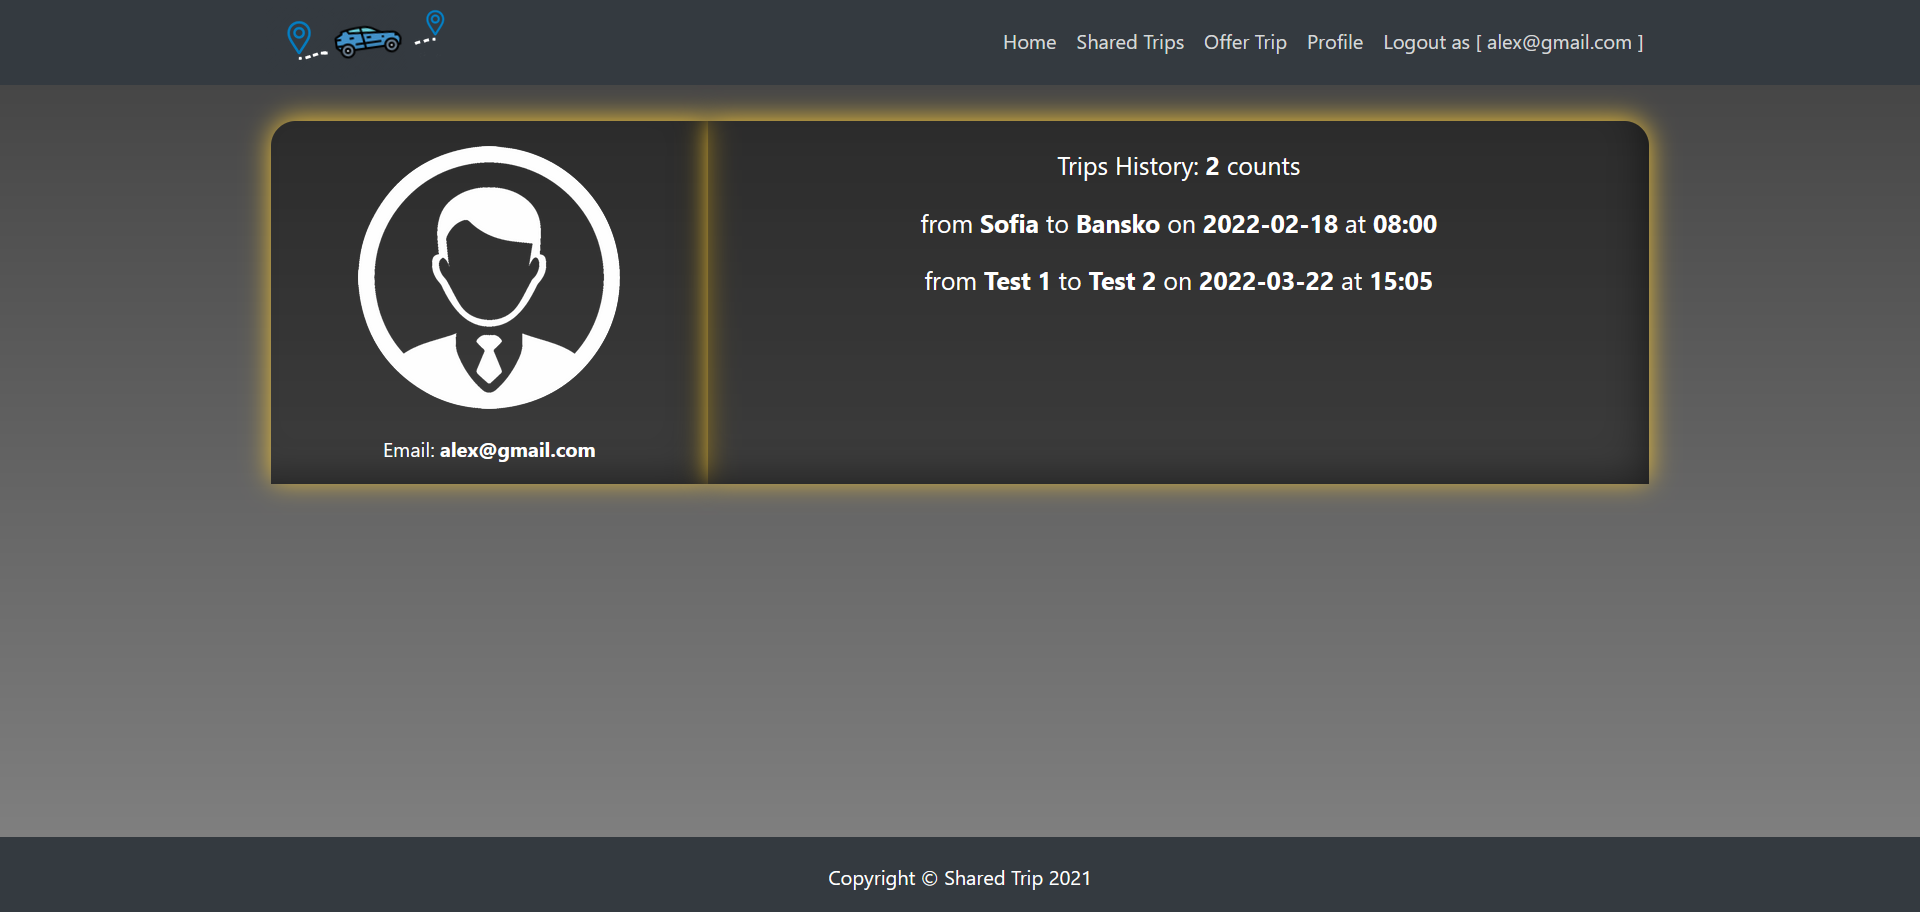 Home Shared Trips Offer Trip Profile Logout as [ alex@gmail.com ]
Trips History: 2 counts
from Sofia to Bansko on 2022-02-18 at 08:00
from Test 1 to Test 2 on 2022-03-22 at 15:05
Email: alex@gmail.com
Copyright © Shared Trip 2021